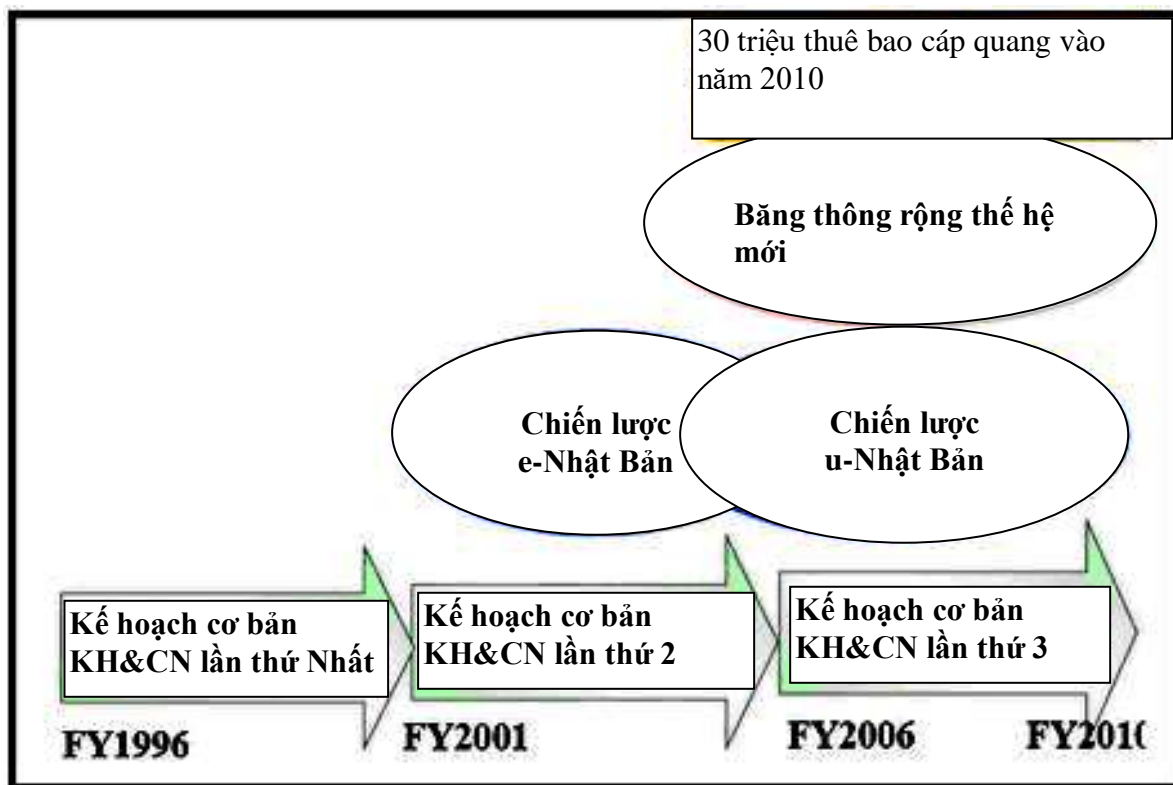 30 triệu thuê bao cáp quang vào
năm 2010
Băng thông rộng thế hệ
mới
Chiến lược
e-Nhật Bản
Chiến lược
u-Nhật Bản
Kế hoạch cơ bản
KH&CN lần thứ Nhất
Kế hoạch cơ bản
KH&CN lần thứ 2
Kế hoạch cơ bản
KH&CN lần thứ 3
FY1996
FY2001
FY2006
FY201(